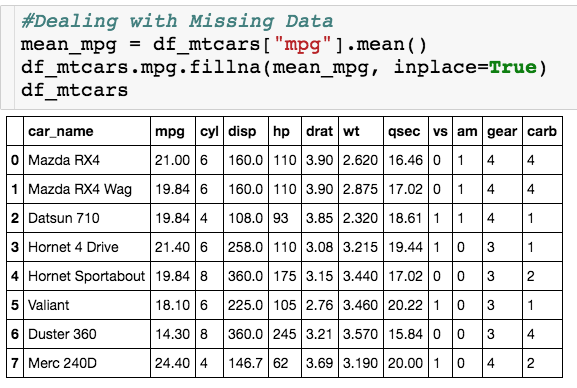 #Dealing with Missing Data
mean_mpg = df_mtcars["mpg"].mean()
df_mtcars.mpg.fillna(mean_mpg, inplace=True)
df_mtcars
car_name mpg cyl disp hp drat wt qsec vs am gear carb
0 Mazda RX4 21.00 6 160.0 110 3.90 2.620 16.46 0 1 4 4
1 Mazda RX4 Wag 19.84 6 160.0 110 3.90 2.875 17.02 0 1 4 4
2 Datsun 710 19.84 4 108.0 93 3.85 2.320 18.61 1 1 4 1
3 Hornet 4 Drive 21.40 6 258.0 110 3.08 3.215 19.44 1 0 3 1
4 Hornet Sportabout 19.84 8 360.0 175 3.15 3.440 17.02 0 0 3 2
5 Valiant 18.10 6 225.0 105 2.76 3.460 20.22 1 0 3 1
6 Duster 360 14.30 8 360.0 245 3.21 3.570 15.84 0 0 3 4
7 Merc 240D 24.40 4 146.7 62 3.69 3.190 20.00 1 0 4 2